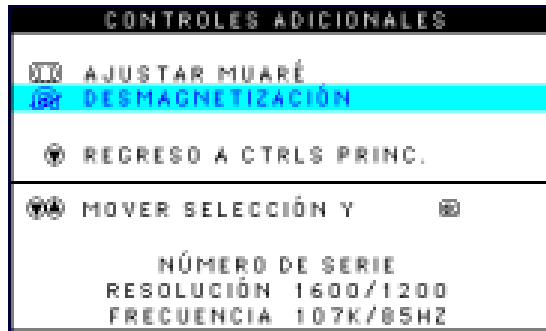 CONTROLES ADICIONALES
AJUSTAR MUARÉ
DESMAGNETIZACIÓN
REGRESO A CTRLS PRINC.
MOVER SELECCIÓN Y
NÚMERO DE SERIE
RESOLUCIÓN 1600/1200
FRECUENCIA 107K/85HZ